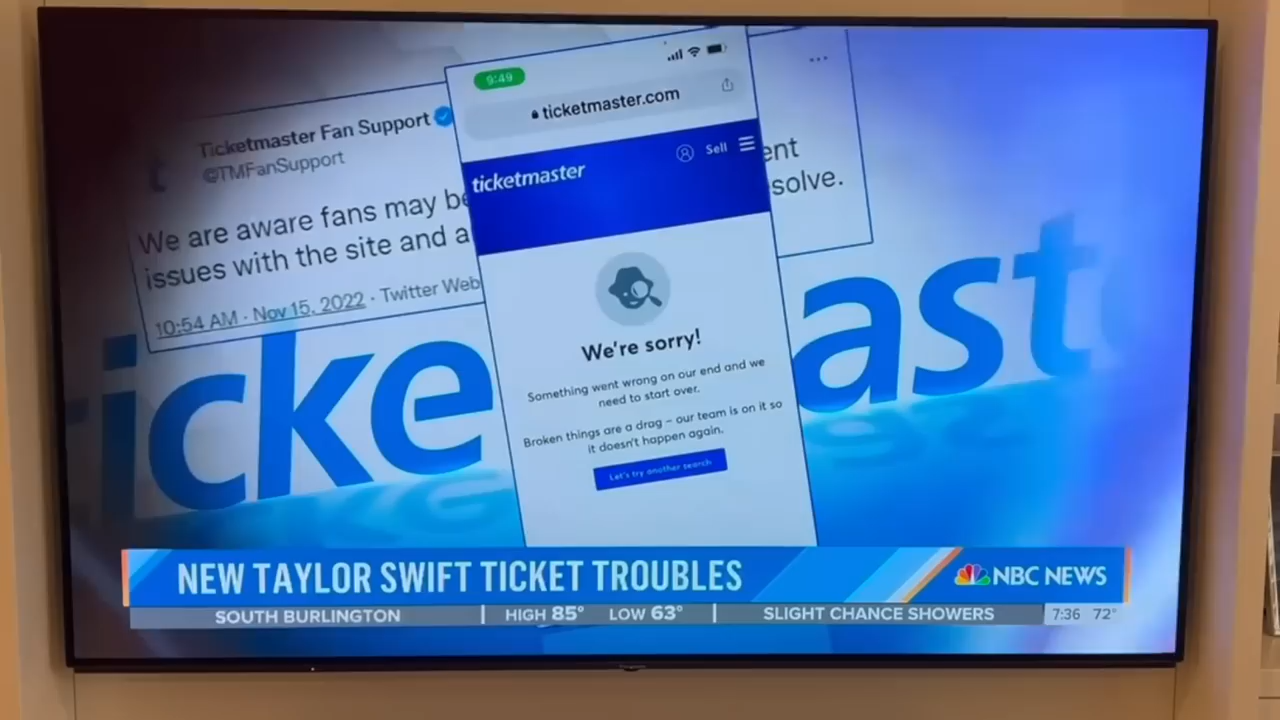 Ticketmaster Fan Support
@TMFanSupport
We are aware fans may be
issues with the site and a
10:54 AM · Nov 15, 2022 · Twitter Web
ent
solve.
9:49
ticketmaster.com
ticketmaster
Sell
We're sorry!
Something went wrong on our end and we
need to start over.
Broken things are a drag – our team is on it so
it doesn't happen again.
Let's try another search
icke
ast
NEW TAYLOR SWIFT TICKET TROUBLES
NBC NEWS
SOUTH BURLINGTON | HIGH 85° LOW 63° | SLIGHT CHANCE SHOWERS 7:36 72°